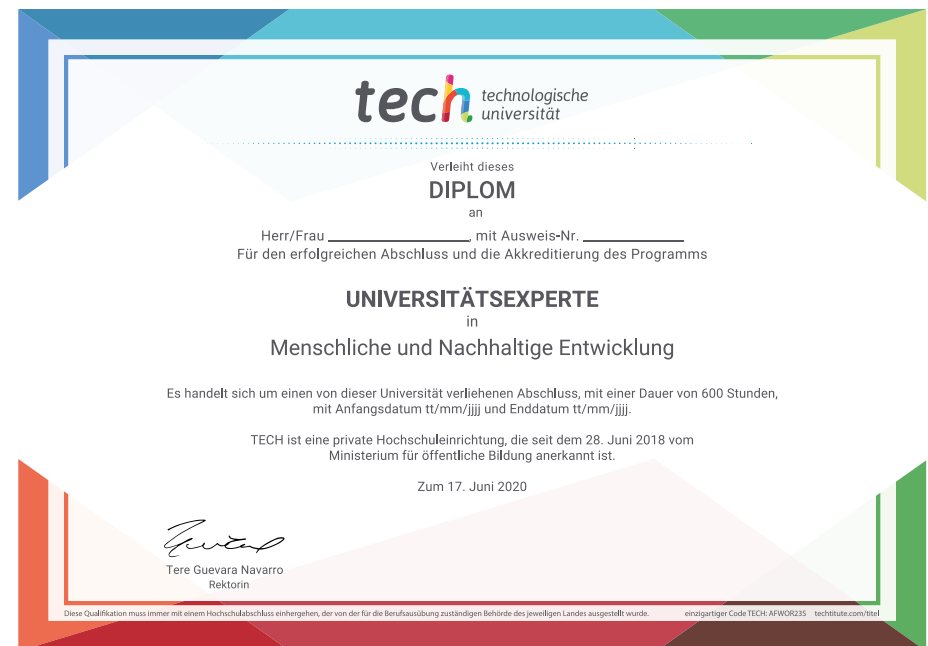 tech technologische
universität
Verleiht dieses
DIPLOM
an
Herr/Frau ____________________, mit Ausweis-Nr. ______________
Für den erfolgreichen Abschluss und die Akkreditierung des Programms
UNIVERSITÄTSEXPERTE
in
Menschliche und Nachhaltige Entwicklung
Es handelt sich um einen von dieser Universität verliehenen Abschluss, mit einer Dauer von 600 Stunden,
mit Anfangsdatum tt/mm/jjjj und Enddatum tt/mm/jjjj.
TECH ist eine private Hochschuleinrichtung, die seit dem 28. Juni 2018 vom
Ministerium für öffentliche Bildung anerkannt ist.
Zum 17. Juni 2020
Tere Guevara Navarro
Rektorin
Diese Qualifikation muss immer mit einem Hochschulabschluss einhergehen, der von der für die Berufsausübung zuständigen Behörde des jeweiligen Landes ausgestellt wurde. einzigartiger Code TECH: AFWOR23S techtitute.com/titel